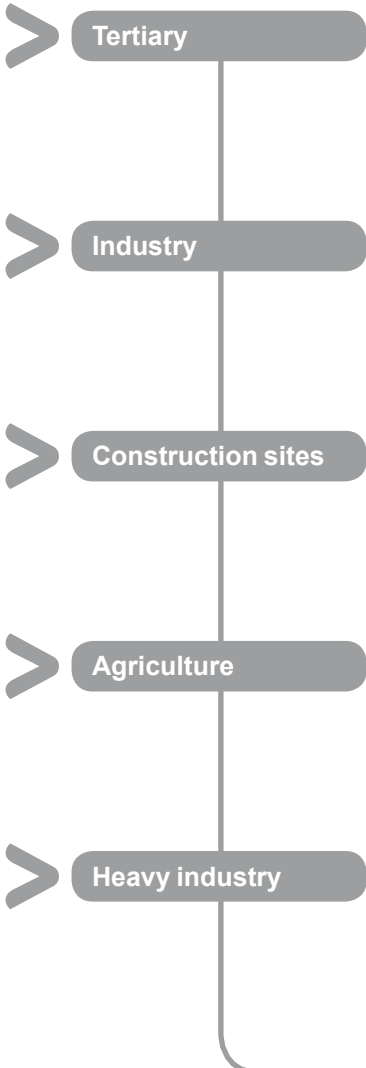 Tertiary
Industry
Construction sites
Agriculture
Heavy industry